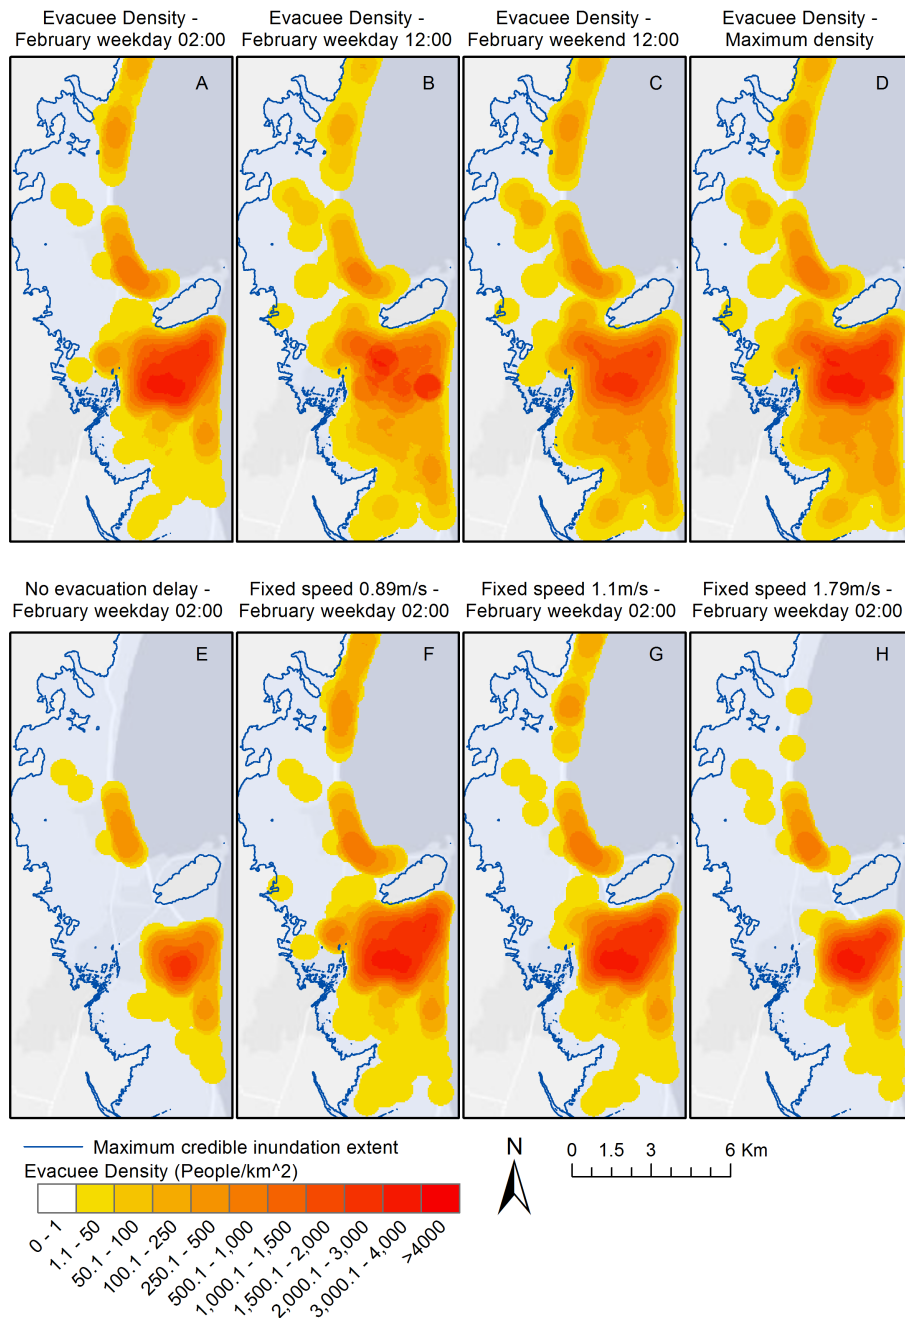 Evacuee Density -
February weekday 02:00
Evacuee Density -
February weekday 12:00
Evacuee Density -
February weekend 12:00
Evacuee Density -
Maximum density
A
B
C
D
No evacuation delay -
February weekday 02:00
Fixed speed 0.89m/s -
February weekday 02:00
Fixed speed 1.1m/s -
February weekday 02:00
Fixed speed 1.79m/s -
February weekday 02:00
E
F
G
H
Maximum credible inundation extent
Evacuee Density (People/km^2)
0 - 1
1.1 - 50
50.1 - 100
100.1 - 250
250.1 - 500
500.1 - 1,000
1,000.1 - 1,500
1,500.1 - 2,000
2,000.1 - 3,000
3,000.1 - 4,000
>4000
N
0 1.5 3 6 Km